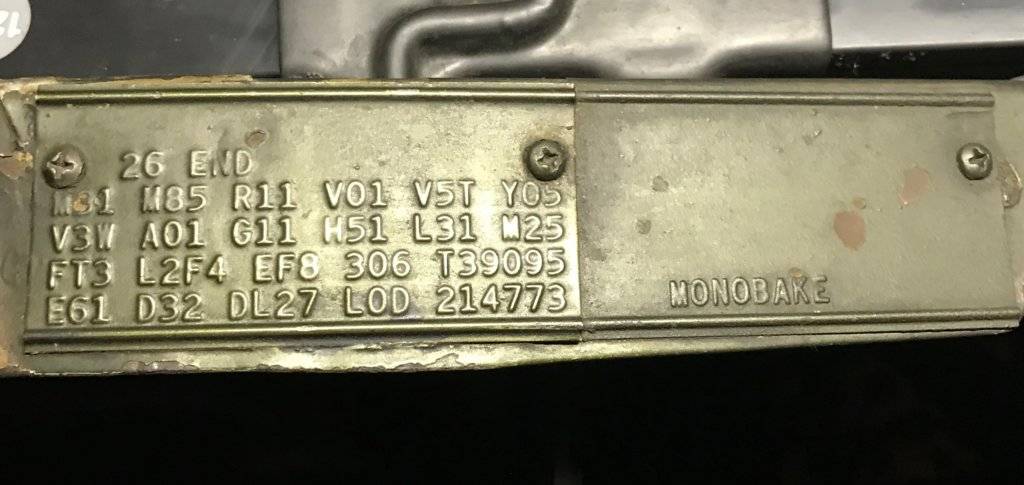 26 END
M31 M85 R11 V01 V5T Y05
V3W A01 G11 H51 L31 M25
FT3 L2F4 EF8 306 T39095
E61 D32 DL27 LOD 214773
MONOBAKE
12